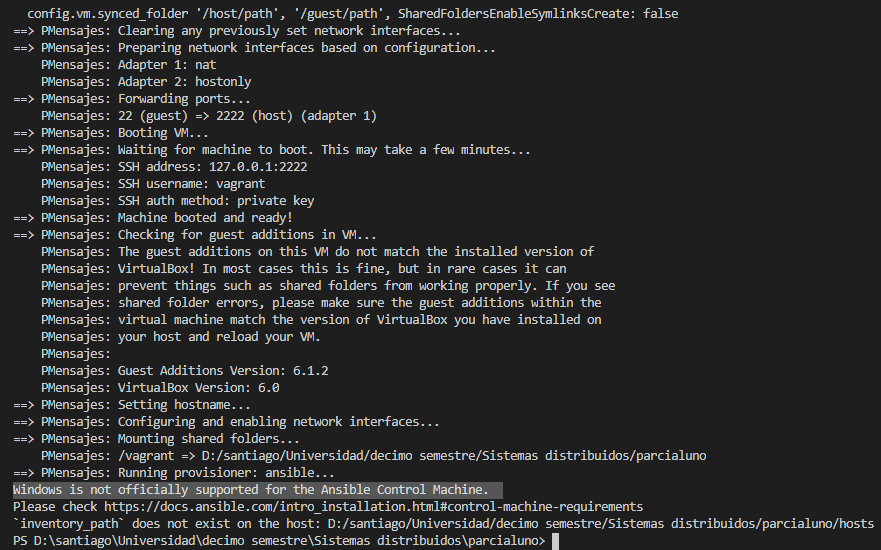 config.vm.synced_folder '/host/path', '/guest/path', SharedFoldersEnableSymlinksCreate: false
==> PMensajes: Clearing any previously set network interfaces...
==> PMensajes: Preparing network interfaces based on configuration...
PMensajes: Adapter 1: nat
PMensajes: Adapter 2: hostonly
==> PMensajes: Forwarding ports...
PMensajes: 22 (guest) => 2222 (host) (adapter 1)
==> PMensajes: Booting VM...
==> PMensajes: Waiting for machine to boot. This may take a few minutes...
PMensajes: SSH address: 127.0.0.1:2222
PMensajes: SSH username: vagrant
PMensajes: SSH auth method: private key
==> PMensajes: Machine booted and ready!
==> PMensajes: Checking for guest additions in VM...
PMensajes: The guest additions on this VM do not match the installed version of
PMensajes: VirtualBox! In most cases this is fine, but in rare cases it can
PMensajes: prevent things such as shared folders from working properly. If you see
PMensajes: shared folder errors, please make sure the guest additions within the
PMensajes: virtual machine match the version of VirtualBox you have installed on
PMensajes: your host and reload your VM.
PMensajes:
PMensajes: Guest Additions Version: 6.1.2
PMensajes: VirtualBox Version: 6.0
==> PMensajes: Setting hostname...
==> PMensajes: Configuring and enabling network interfaces...
==> PMensajes: Mounting shared folders...
PMensajes: /vagrant => D:/santiago/Universidad/decimo semestre/Sistemas distribuidos/parcialuno
==> PMensajes: Running provisioner: ansible...
Windows is not officially supported for the Ansible Control Machine.
Please check https://docs.ansible.com/intro_installation.html#control-machine-requirements
`inventory_path` does not exist on the host: D:/santiago/Universidad/decimo semestre/Sistemas distribuidos/parcialuno/hosts
PS D:\santiago\Universidad\decimo semestre\Sistemas distribuidos\parcialuno>